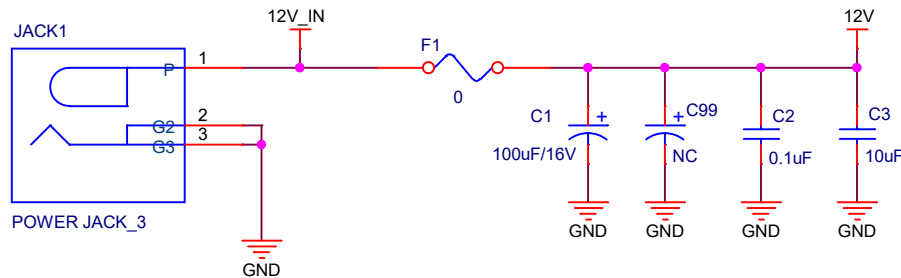 JACK1
12V_IN
12V
P
1
F1
0
G2
2
G3
3
C1
+
100uF/16V
+
C99
NC
C2
0.1uF
C3
10uF
POWER JACK_3
GND
GND
GND
GND
GND